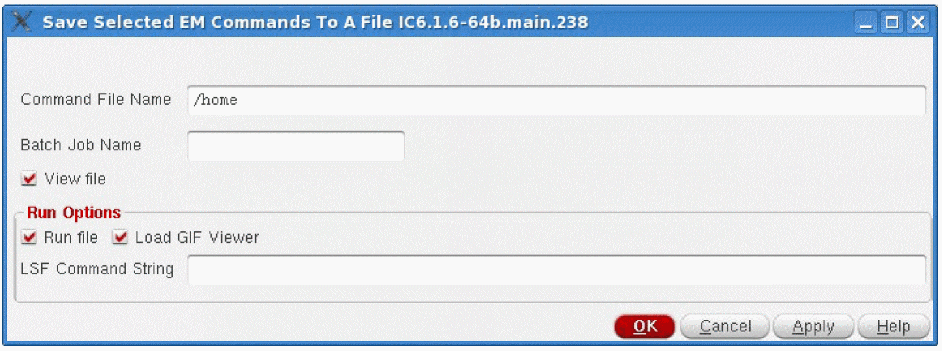 Save Selected EM Commands To A File IC6.1.6-64b.main.238
Command File Name /home
Batch Job Name
View file
Run Options
Run file Load GIF Viewer
LSF Command String
OK Cancel Apply Help